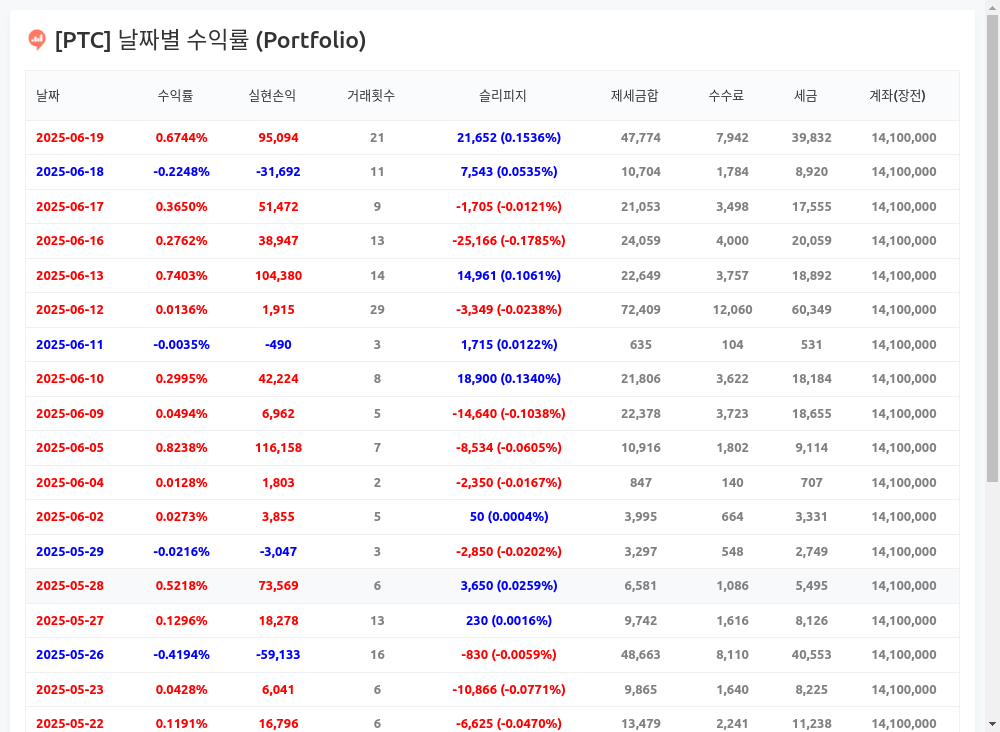 [PTC] 날짜별 수익률 (Portfolio)
날짜 수익률 실현손익 거래횟수 슬리피지 제세금합 수수료 세금 계좌(장전)
2025-06-19 0.6744% 95,094 21 21,652 (0.1536%) 47,774 7,942 39,832 14,100,000
2025-06-18 -0.2248% -31,692 11 7,543 (0.0535%) 10,704 1,784 8,920 14,100,000
2025-06-17 0.3650% 51,472 9 -1,705 (-0.0121%) 21,053 3,498 17,555 14,100,000
2025-06-16 0.2762% 38,947 13 -25,166 (-0.1785%) 24,059 4,000 20,059 14,100,000
2025-06-13 0.7403% 104,380 14 14,961 (0.1061%) 22,649 3,757 18,892 14,100,000
2025-06-12 0.0136% 1,915 29 -3,349 (-0.0238%) 72,409 12,060 60,349 14,100,000
2025-06-11 -0.0035% -490 3 1,715 (0.0122%) 635 104 531 14,100,000
2025-06-10 0.2995% 42,224 8 18,900 (0.1340%) 21,806 3,622 18,184 14,100,000
2025-06-09 0.0494% 6,962 5 -14,640 (-0.1038%) 22,378 3,723 18,655 14,100,000
2025-06-05 0.8238% 116,158 7 -8,534 (-0.0605%) 10,916 1,802 9,114 14,100,000
2025-06-04 0.0128% 1,803 2 -2,350 (-0.0167%) 847 140 707 14,100,000
2025-06-02 0.0273% 3,855 5 50 (0.0004%) 3,995 664 3,331 14,100,000
2025-05-29 -0.0216% -3,047 3 -2,850 (-0.0202%) 3,297 548 2,749 14,100,000
2025-05-28 0.5218% 73,569 6 3,650 (0.0259%) 6,581 1,086 5,495 14,100,000
2025-05-27 0.1296% 18,278 13 230 (0.0016%) 9,742 1,616 8,126 14,100,000
2025-05-26 -0.4194% -59,133 16 -830 (-0.0059%) 48,663 8,110 40,553 14,100,000
2025-05-23 0.0428% 6,041 6 -10,866 (-0.0771%) 9,865 1,640 8,225 14,100,000
2025-05-22 0.1191% 16,796 6 -6,625 (-0.0470%) 13,479 2,241 11,238 14,100,000